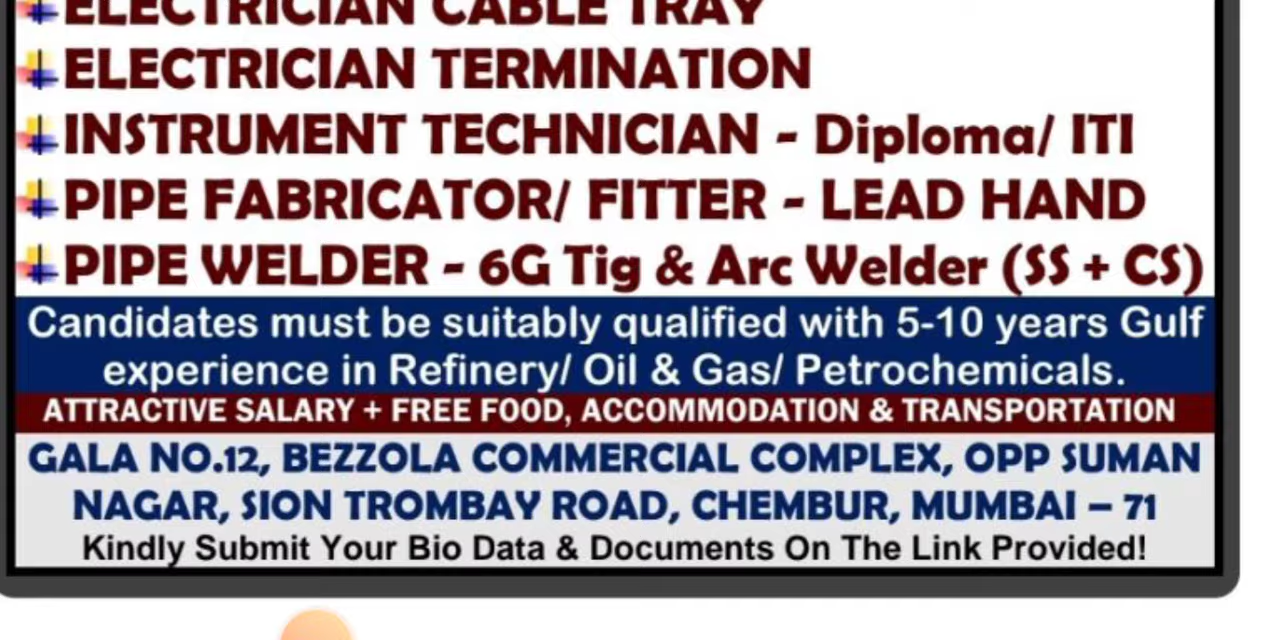 ELECTRICIAN CABLE TRAY
ELECTRICIAN TERMINATION
INSTRUMENT TECHNICIAN - Diploma/ ITI
PIPE FABRICATOR/ FITTER - LEAD HAND
PIPE WELDER - 6G Tig & Arc Welder (SS + CS)
Candidates must be suitably qualified with 5-10 years Gulf
experience in Refinery/ Oil & Gas/ Petrochemicals.
ATTRACTIVE SALARY + FREE FOOD, ACCOMMODATION & TRANSPORTATION
GALA NO.12, BEZZOLA COMMERCIAL COMPLEX, OPP SUMAN
NAGAR, SION TROMBAY ROAD, CHEMBUR, MUMBAI – 71
Kindly Submit Your Bio Data & Documents On The Link Provided!